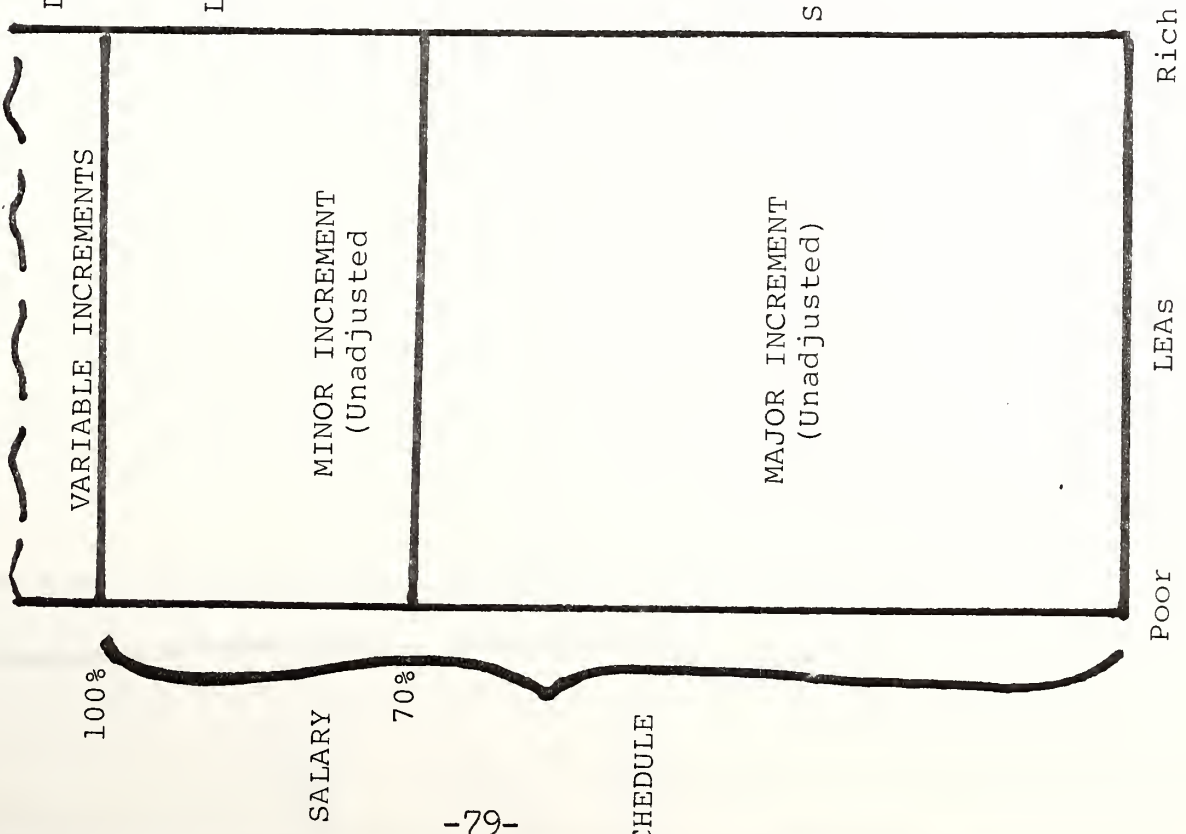 VARIABLE INCREMENTS
100%
MINOR INCREMENT
(Unadjusted
SALARY
70%
MAJOR INCREMENT
(Unadjusted)
S
CHEDULE
Poor
LEAs
Rich
-79-